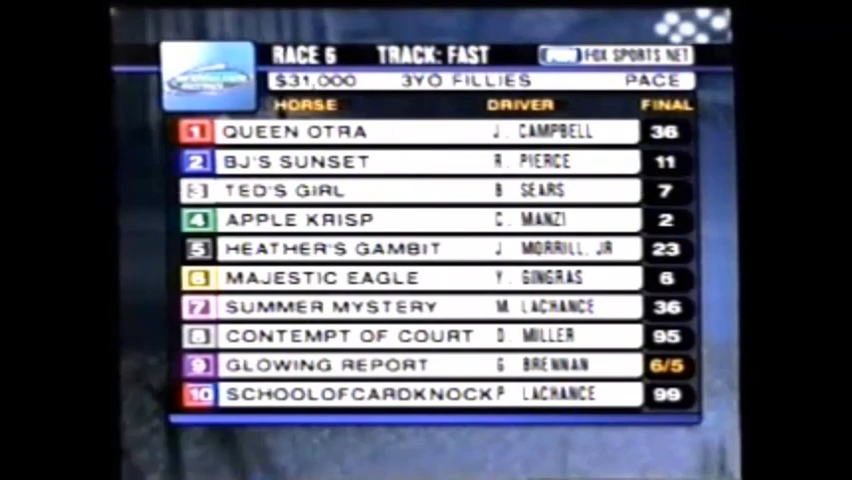 RACE 6 TRACK: FAST FOX SPORTS NET
$31,000 3YO FILLIES PACE
HORSE DRIVER FINAL
1 QUEEN OTRA J. CAMPBELL 36
2 BJ'S SUNSET R. PIERCE 11
3 TED'S GIRL B SEARS 7
4 APPLE KRISP C. MANZI 2
5 HEATHER'S GAMBIT J MORRILL, JR 23
6 MAJESTIC EAGLE Y. GINGRAS 6
7 SUMMER MYSTERY M. LACHANCE 36
8 CONTEMPT OF COURT D. MILLER 95
9 GLOWING REPORT G BRENNAN 6/5
10 SCHOOLOFCARDKNOCK P LACHANCE 99